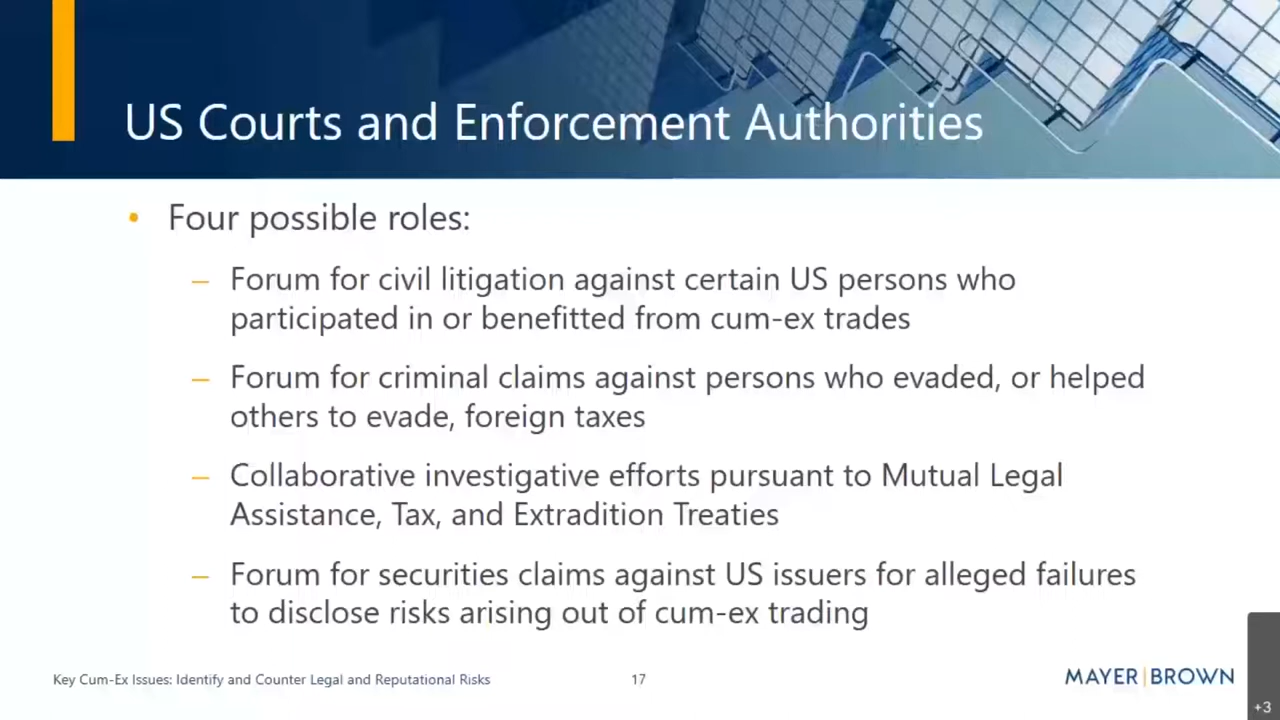 US Courts and Enforcement Authorities
• Four possible roles:
– Forum for civil litigation against certain US persons who
participated in or benefitted from cum-ex trades
– Forum for criminal claims against persons who evaded, or helped
others to evade, foreign taxes
– Collaborative investigative efforts pursuant to Mutual Legal
Assistance, Tax, and Extradition Treaties
– Forum for securities claims against US issuers for alleged failures
to disclose risks arising out of cum-ex trading
Key Cum-Ex Issues: Identify and Counter Legal and Reputational Risks
17
MAYER|BROWN
+3